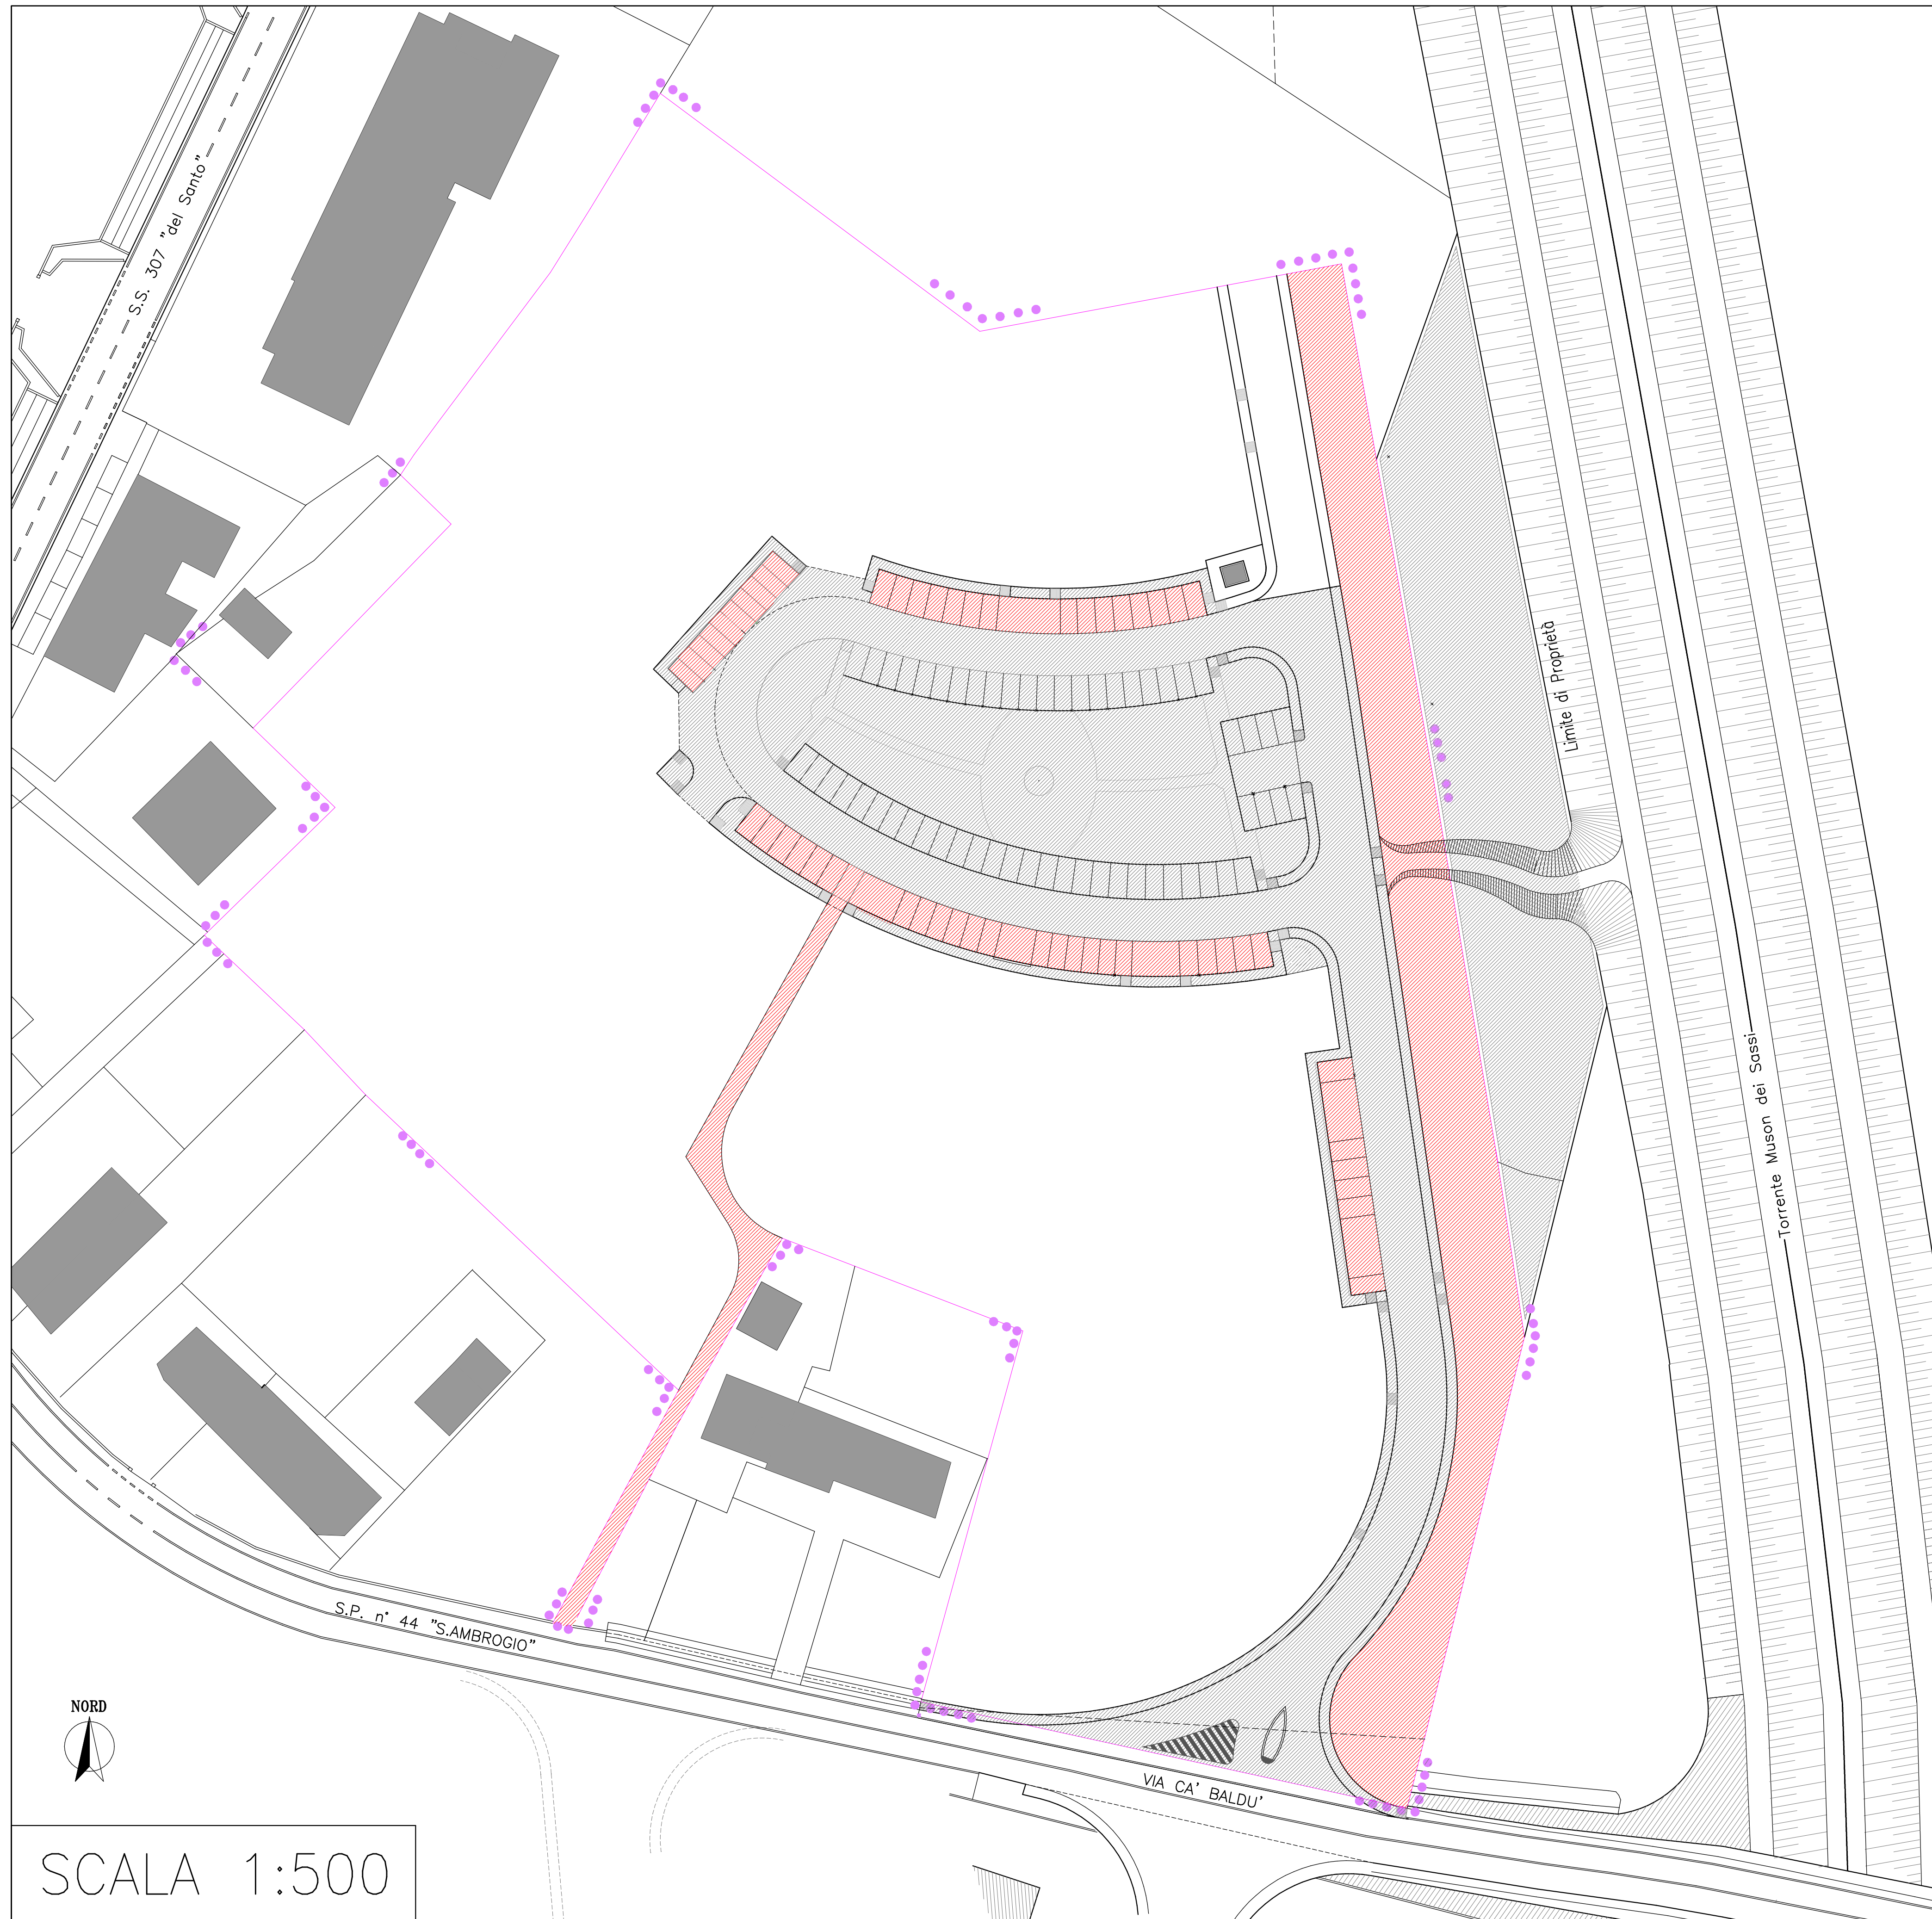 S.S. 307 "del Santo"
Limite di Proprietà
Torrente Muson dei Sassi
S.P. n° 44 "S.AMBROGIO"
NORD
VIA CA' BALDU'
SCALA 1:500